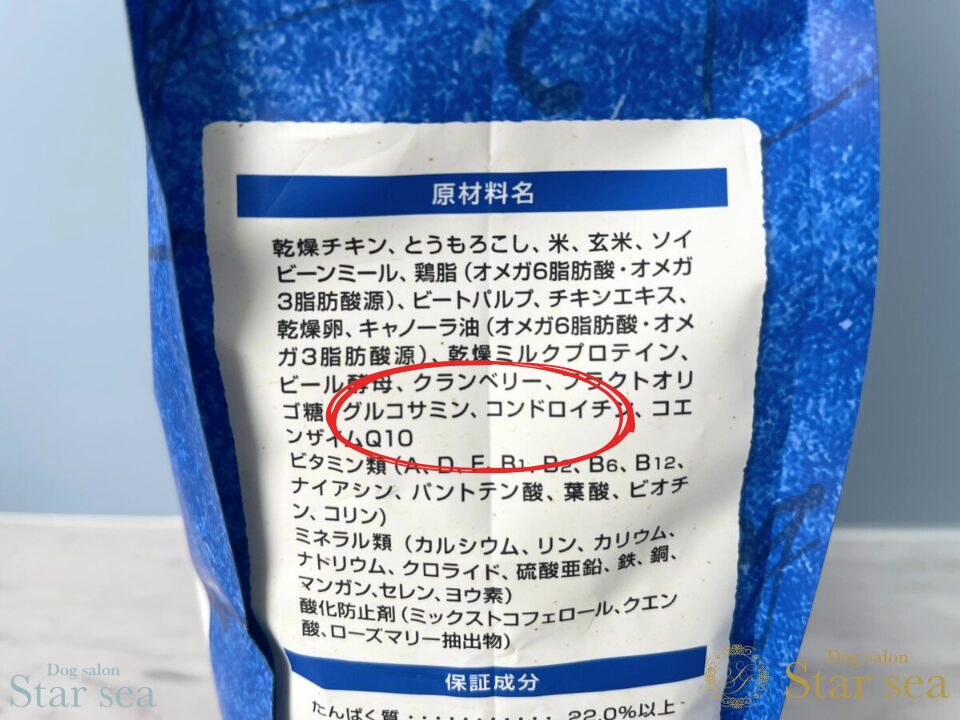 原材料名
乾燥チキン、とうもろこし、米、玄米、ソイ
ビーンミール、鶏脂（オメガ6脂肪酸・オメガ
3脂肪酸源）、ビートパルプ、チキンエキス、
乾燥卵、キャノーラ油（オメガ6脂肪酸・オメ
ガ3脂肪酸源）、乾燥ミルクプロテイン、
ビール酵母、クランベリー、フラクトオリ
ゴ糖、グルコサミン、コンドロイチン、コエ
ンザイムQ10
ビタミン類（A、D、E、B1、B2、B6、B12、
ナイアシン、パントテン酸、葉酸、ビオチ
ン、コリン）
ミネラル類（カルシウム、リン、カリウム、
ナトリウム、クロライド、硫酸亜鉛、鉄、銅、
マンガン、セレン、ヨウ素）
酸化防止剤（ミックストコフェロール、クエン
酸、ローズマリー抽出物）
保証成分
たんぱく質・・・・・・・・・・・22.0%以上
Dog salon
Star sea
Dog salon
Star sea